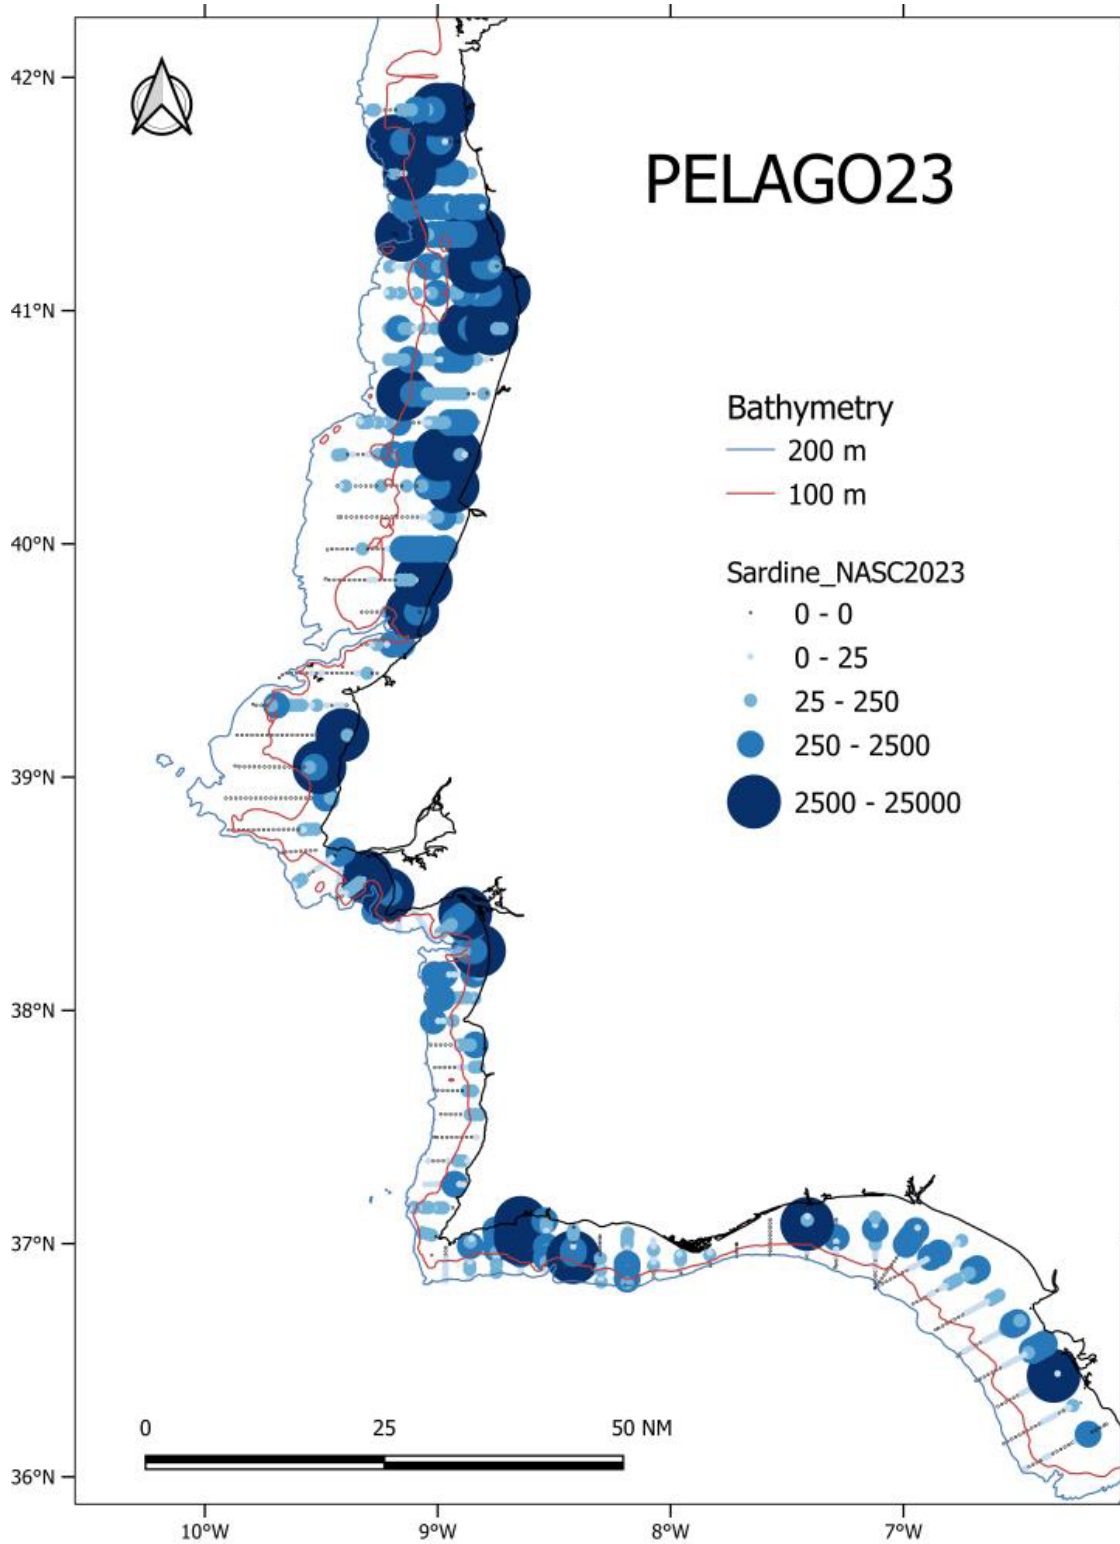 PELAGO23
42°N
41°N
40°N
39°N
38°N
37°N
36°N
Bathymetry
200 m
100 m
Sardine_NASC2023
0 - 0
0 - 25
25 - 250
250 - 2500
2500 - 25000
0 25 50 NM
10°W 9°W 8°W 7°W